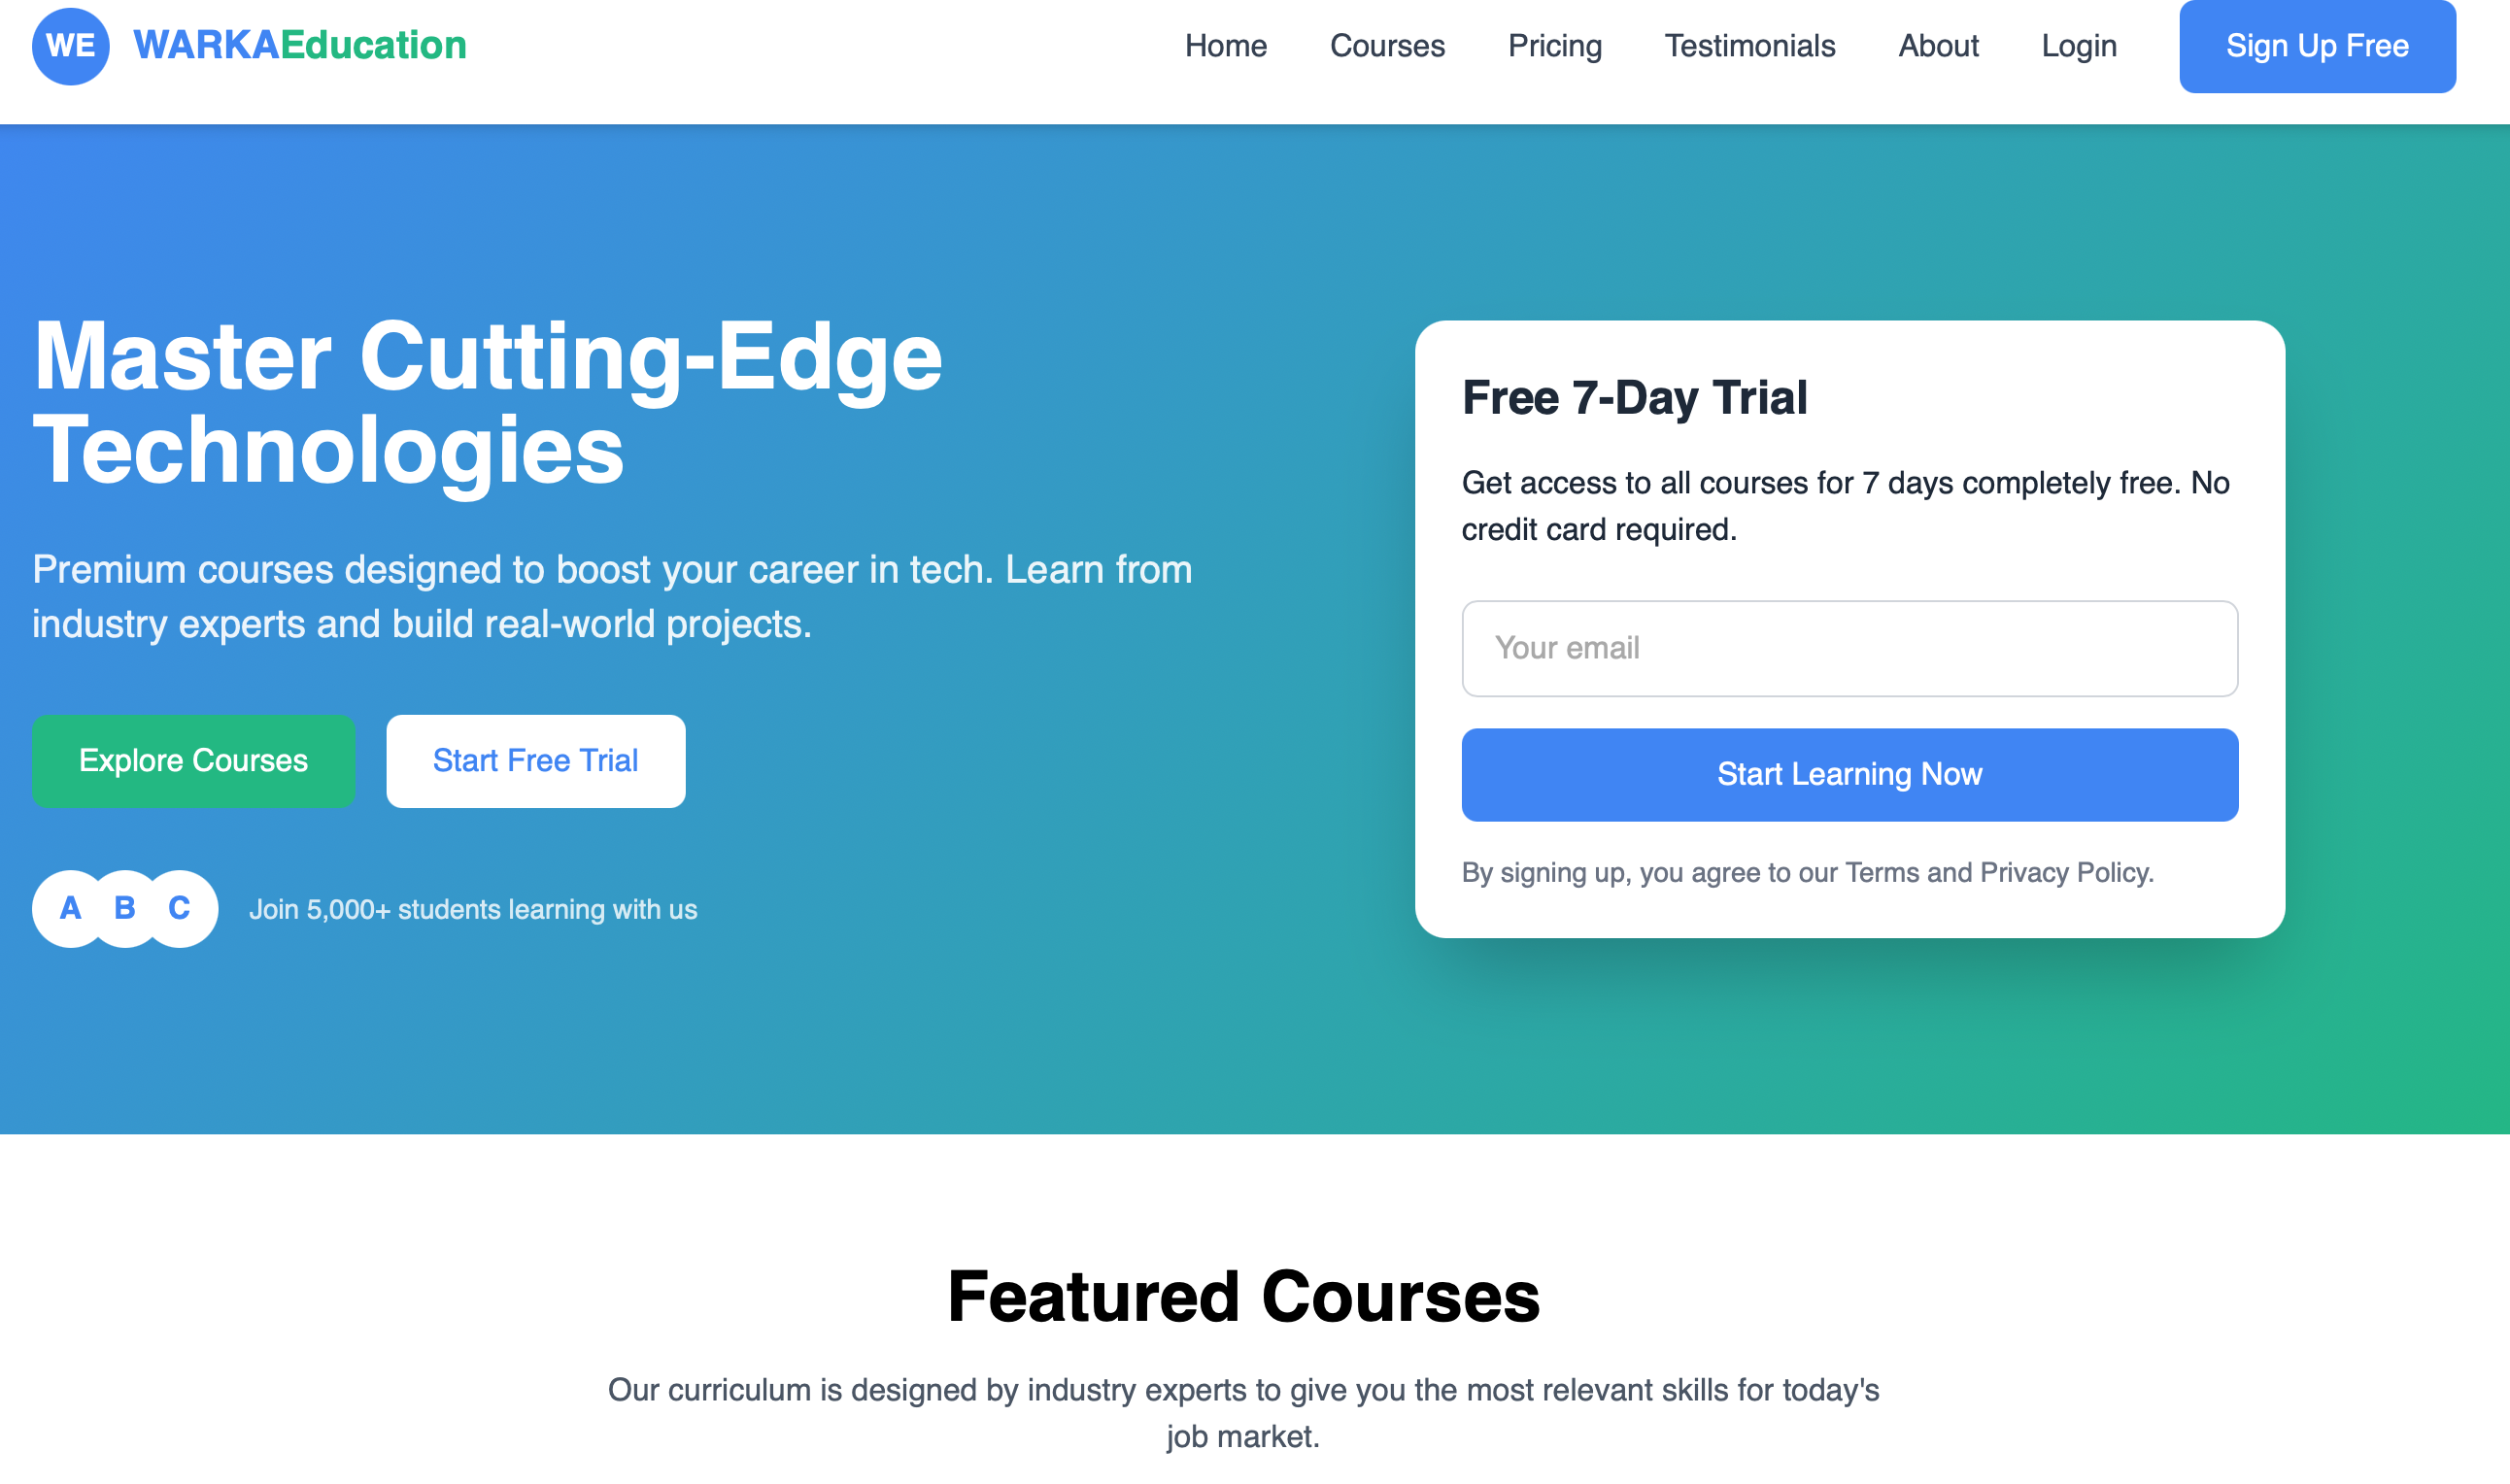 WE WARKAEducation Home Courses Pricing Testimonials About Login Sign Up Free
Master Cutting-Edge
Technologies
Premium courses designed to boost your career in tech. Learn from
industry experts and build real-world projects.
Explore Courses Start Free Trial
A B C Join 5,000+ students learning with us
Free 7-Day Trial
Get access to all courses for 7 days completely free. No
credit card required.
Your email
Start Learning Now
By signing up, you agree to our Terms and Privacy Policy.
Featured Courses
Our curriculum is designed by industry experts to give you the most relevant skills for today's
job market.